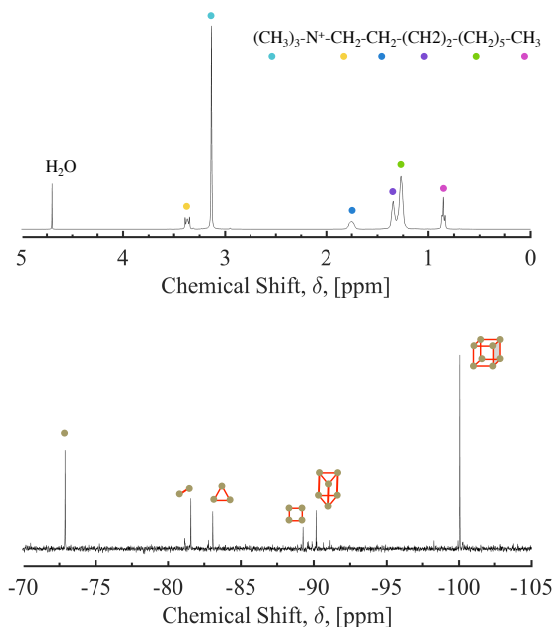 (CH₃)₃-N⁺-CH₂-CH₂-(CH2)₂-(CH₂)₅-CH₃
H₂O
5 4 3 2 1 0
Chemical Shift, δ, [ppm]
-70 -75 -80 -85 -90 -95 -100 -105
Chemical Shift, δ, [ppm]